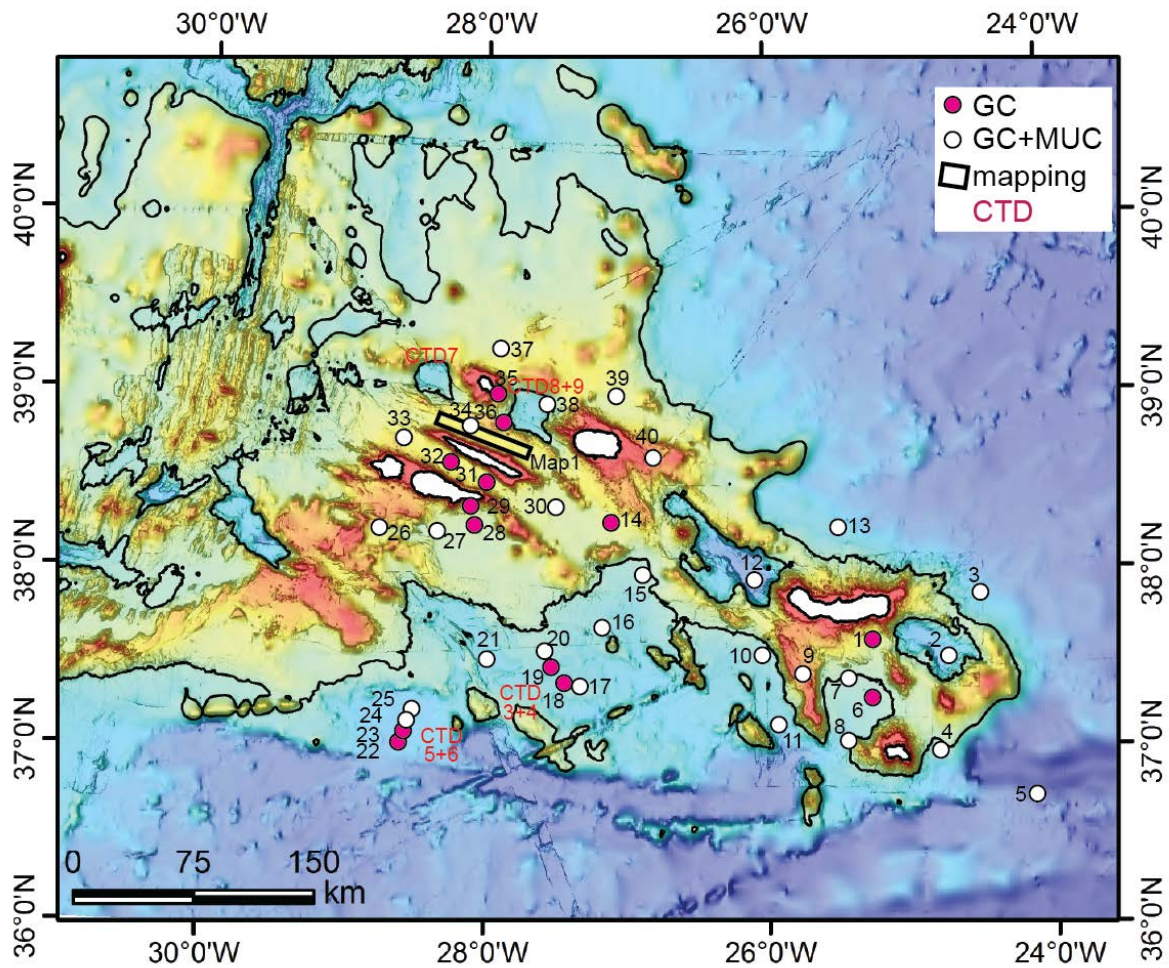 30°0'W 28°0'W 26°0'W 24°0'W
GC
GC+MUC
mapping
CTD
40°0'N
40°0'N
39°0'N
39°0'N
38°0'N
38°0'N
37°0'N
37°0'N
36°0'N
36°0'N
37
CTD7
35
CTD8+9
39
34
36
38
33
40
32
Map1
31
29
30
14
28
26
27
13
12
3
15
16
1
2
21
20
10
9
19
7
17
6
25
CTD
3+4
18
24
CTD
5+6
23
22
8
11
4
5
0 75 150
km
30°0'W 28°0'W 26°0'W 24°0'W